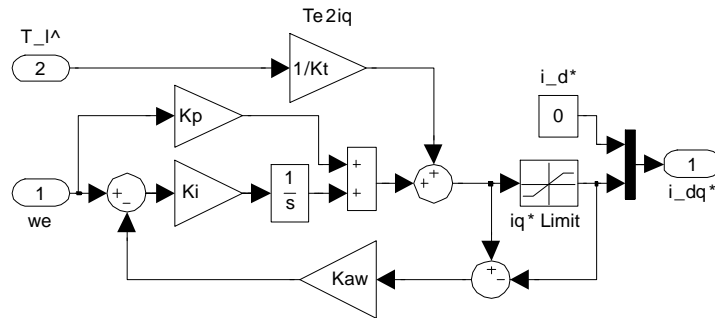 Te2iq
T_l^
2
1/Kt
i_d*
0
Kp
+
+
1
we
+
−
Ki
1
s
+
+
iq* Limit
1
i_dq*
Kaw
+
−